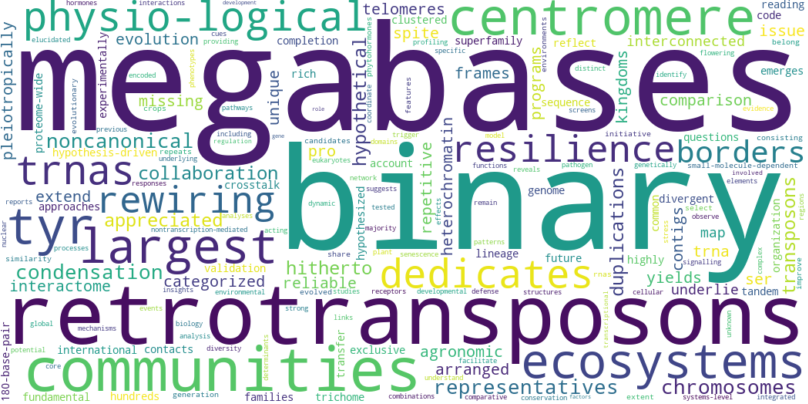 physio-logical
telomeres
centromere
megabases
binary
retrotransposons
communities
ecosystems
resilience
borders
trnas
rewiring
tyr
largest
dedicates
hormones
interactions
development
reading
code
issue
elucidated
cues
providing
evolution
completion
clustered
spite
profiling
specific
superfamily
interconnected
reflect
environments
belong
flowering
pleiotropically
proteome-wide
encoded
evolutionary
missing
crops
phenotypes
pathways
experimentally
rich
unique
hypothetical
coordinate
phytohormones
features
frames
programs
sequence
screens
distinct
kingdoms
comparison
identify
emerges
evidence
noncanonical
previous
role
gene
including
regulation
hypothesis-driven
repeats
underlying
candidates
domains
trigger
model
eukaryotes
initiative
questions
consisting
small-molecule-dependent
genetically
involved
elements
collaboration
pro
account
network
suggests
effects
repetitive
heterochromatin
genome
functions
pathogen
reveals
remain
extend
responses
crosstalk
approaches
reports
nontranscription-mediated
analyses
dynamic
hypothesized
tested
majority
lineage
patterns
duplications
divergent
common
select
observe
map
stress
organization
transposons
regions
improve
appreciated
nuclear
processes
acting
share
plant
senescence
future
contigs
highly
trna
signalling
complex
condensation
similarity
categorized
validation
environmental
evolved
studies
hitherto
reliable
receptors
developmental
defense
structures
rnas
cellular
yields
underlie
ser
tandem
interactome
insights
180-base-pair
global
events
biology
strong
mechanisms
analysis
links
transcriptional
unknown
potential
international
contacts
diversity
determinants
transfer
exclusive
agronomic
facilitate
understand
arranged
representatives
chromosomes
core
fundamental
hundreds
generation
families
trichome
combinations
comparative
conservation
factors
extent
systems-level
integrated